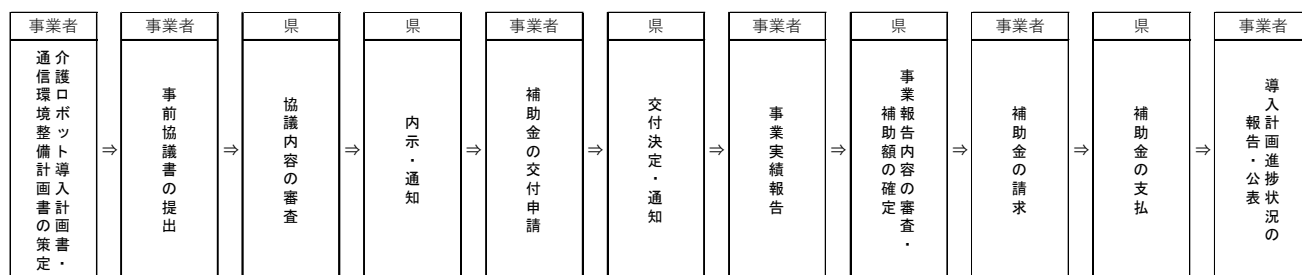 事業者
介護ロボット導入計画書・
通信環境整備計画書の策定
⇒
事業者
事前協議書の提出
⇒
県
協議内容の審査
⇒
県
内示・通知
⇒
事業者
補助金の交付申請
⇒
県
交付決定・通知
⇒
事業者
事業実績報告
⇒
県
事業報告内容の審査・
補助額の確定
⇒
事業者
補助金の請求
⇒
県
補助金の支払
⇒
事業者
導入計画進捗状況の
報告・公表